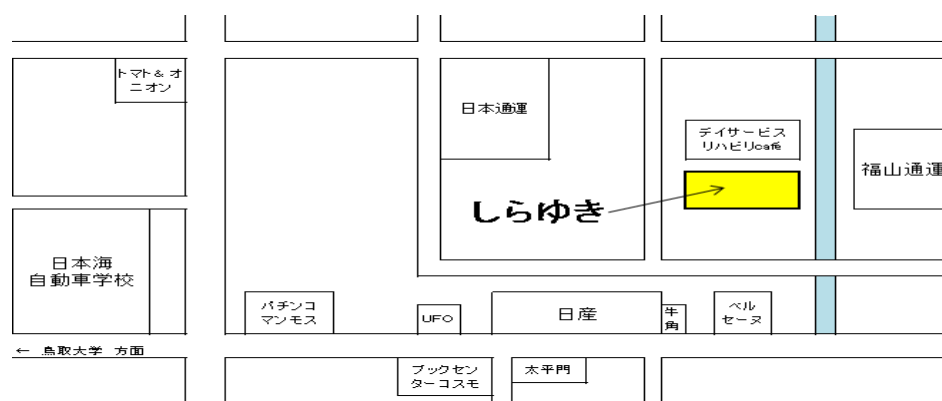 トマト& オ
ニオン
日本通運
デイサービス
リハビリcafé
福山通運
しらゆき
日本海
自動車学校
パチンコ
マンモス
UFO
日産
牛
角
ベル
セーヌ
← 鳥取大学 方面
ブックセン
ターコスモ
太平門